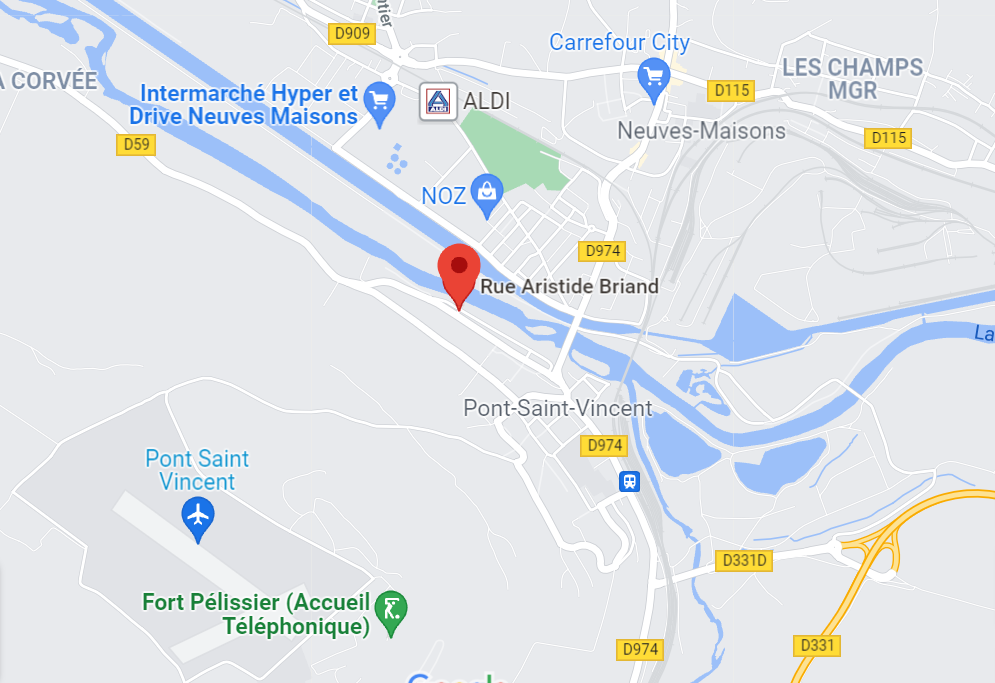 D909
Carrefour City
A CORVÉE
LES CHAMPS
MGR
Intermarché Hyper et
Drive Neuves Maisons
ALDI
ALDI
D115
Neuves-Maisons
D115
D59
NOZ
D974
Rue Aristide Briand
La
Pont-Saint-Vincent
D974
Pont Saint
Vincent
D331D
Fort Pélissier (Accueil
Téléphonique)
D974
D331